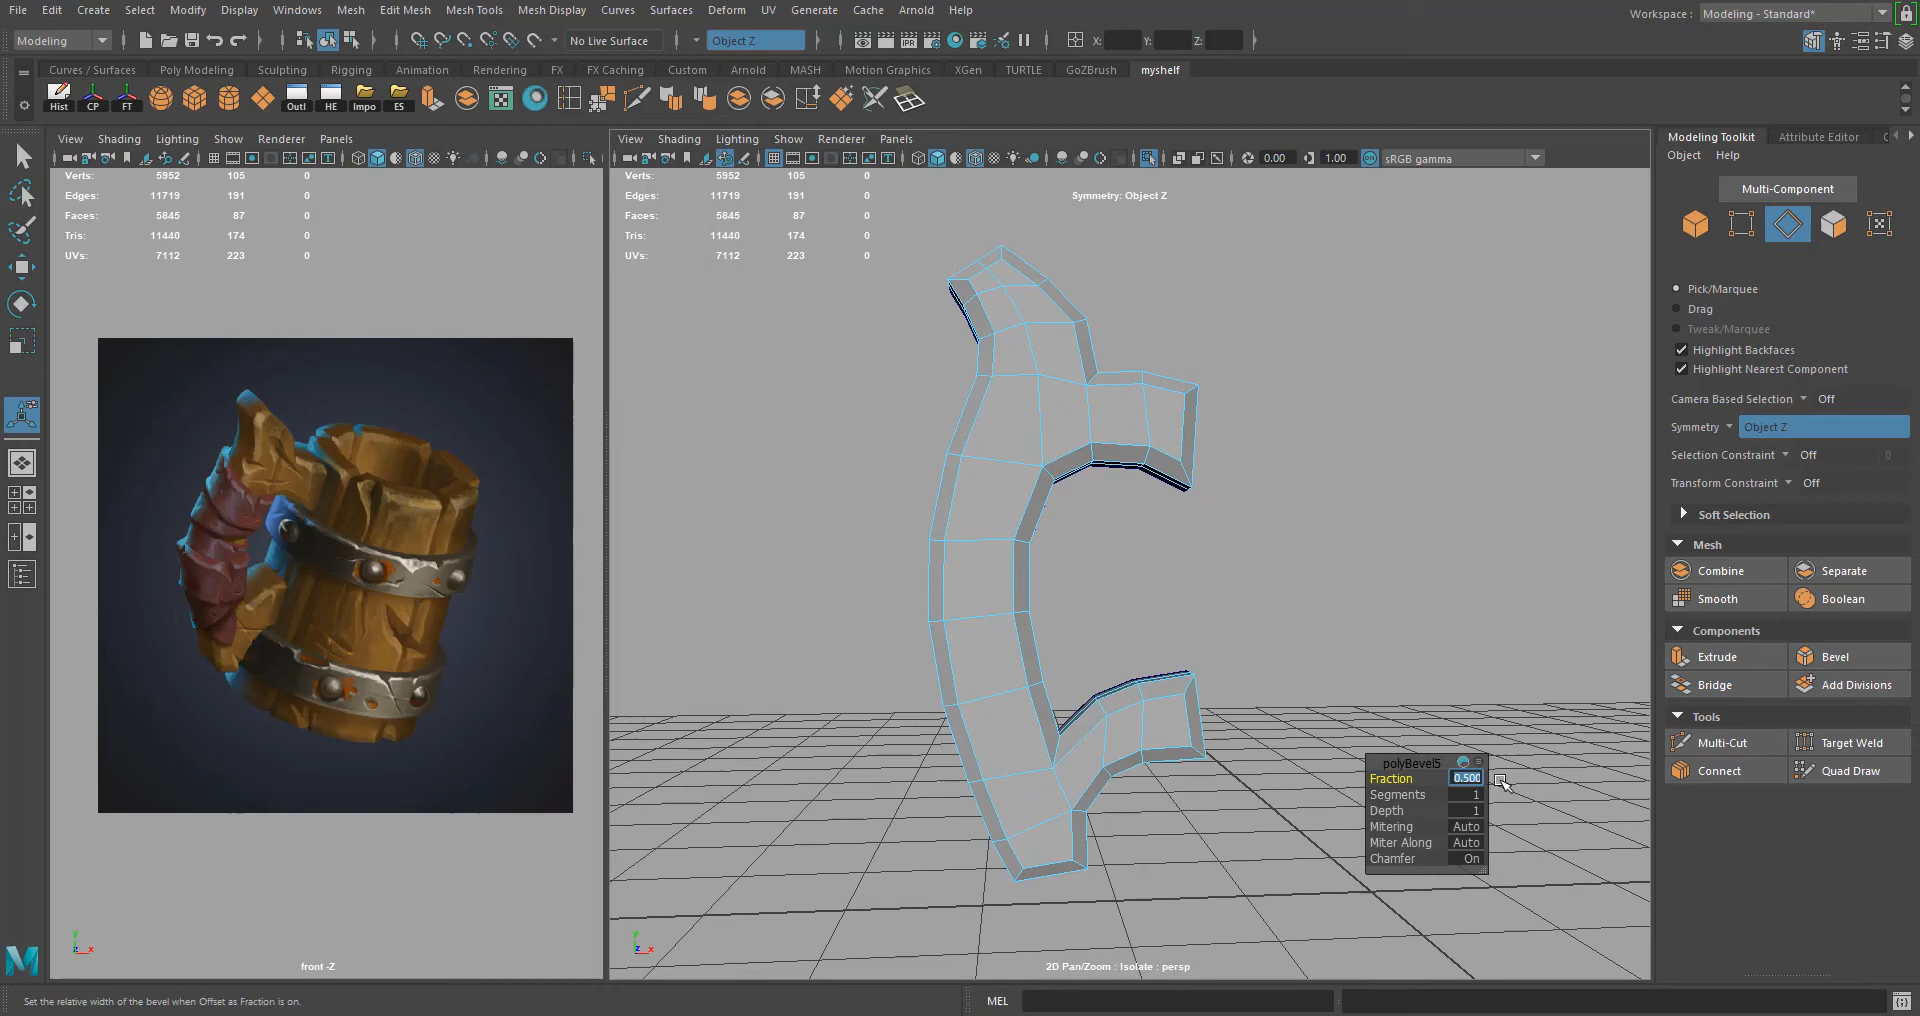 File Edit Create Select Modify Display Windows Mesh Edit Mesh Mesh Tools Mesh Display Curves Surfaces Deform UV Generate Cache Arnold Help
Workspace : Modeling - Standard*
Modeling No Live Surface Object Z X: Y: Z:
Curves / Surfaces Poly Modeling Sculpting Rigging Animation Rendering FX FX Caching Custom Arnold MASH Motion Graphics XGen TURTLE GoZBrush myshelf
Hist CP FT Outl HE Impo ES
View Shading Lighting Show Renderer Panels
View Shading Lighting Show Renderer Panels
0.00 1.00 sRGB gamma
Verts: 5952 105 0
Edges: 11719 191 0
Faces: 5845 87 0
Tris: 11440 174 0
UVs: 7112 223 0
front -Z
Verts: 5952 105 0
Edges: 11719 191 0
Faces: 5845 87 0
Tris: 11440 174 0
UVs: 7112 223 0
Symmetry: Object Z
polyBevel5
Fraction 0.500
Segments 1
Depth 1
Mitering Auto
Miter Along Auto
Chamfer On
2D Pan/Zoom : Isolate : persp
Modeling Toolkit Attribute Editor
Object Help
Multi-Component
Pick/Marquee
Drag
Tweak/Marquee
Highlight Backfaces
Highlight Nearest Component
Camera Based Selection Off
Symmetry Object Z
Selection Constraint Off 0
Transform Constraint Off
Soft Selection
Mesh
Combine Separate
Smooth Boolean
Components
Extrude Bevel
Bridge Add Divisions
Tools
Multi-Cut Target Weld
Connect Quad Draw
Set the relative width of the bevel when Offset as Fraction is on.
MEL